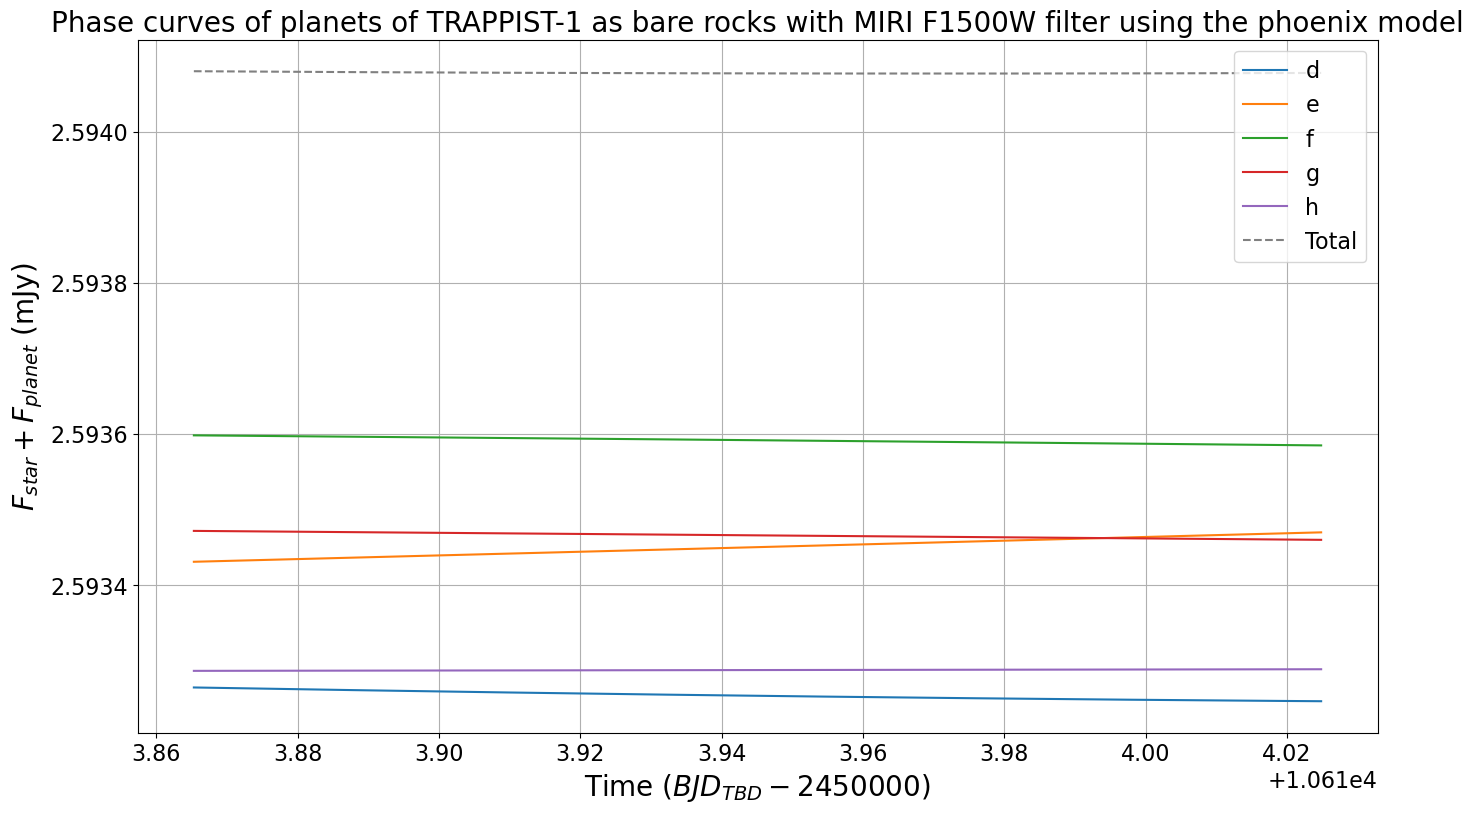 Phase curves of planets of TRAPPIST-1 as bare rocks with MIRI F1500W filter using the phoenix model
F_star + F_planet (mJy)
2.5940
2.5938
2.5936
2.5934
d
e
f
g
h
Total
3.86 3.88 3.90 3.92 3.94 3.96 3.98 4.00 4.02
+1.061e4
Time (BJD_TBD − 2450000)